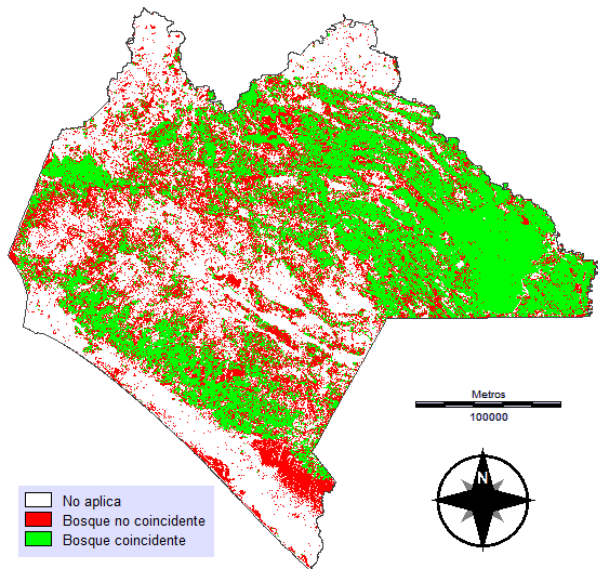 Metros
100000
N
No aplica
Bosque no coincidente
Bosque coincidente